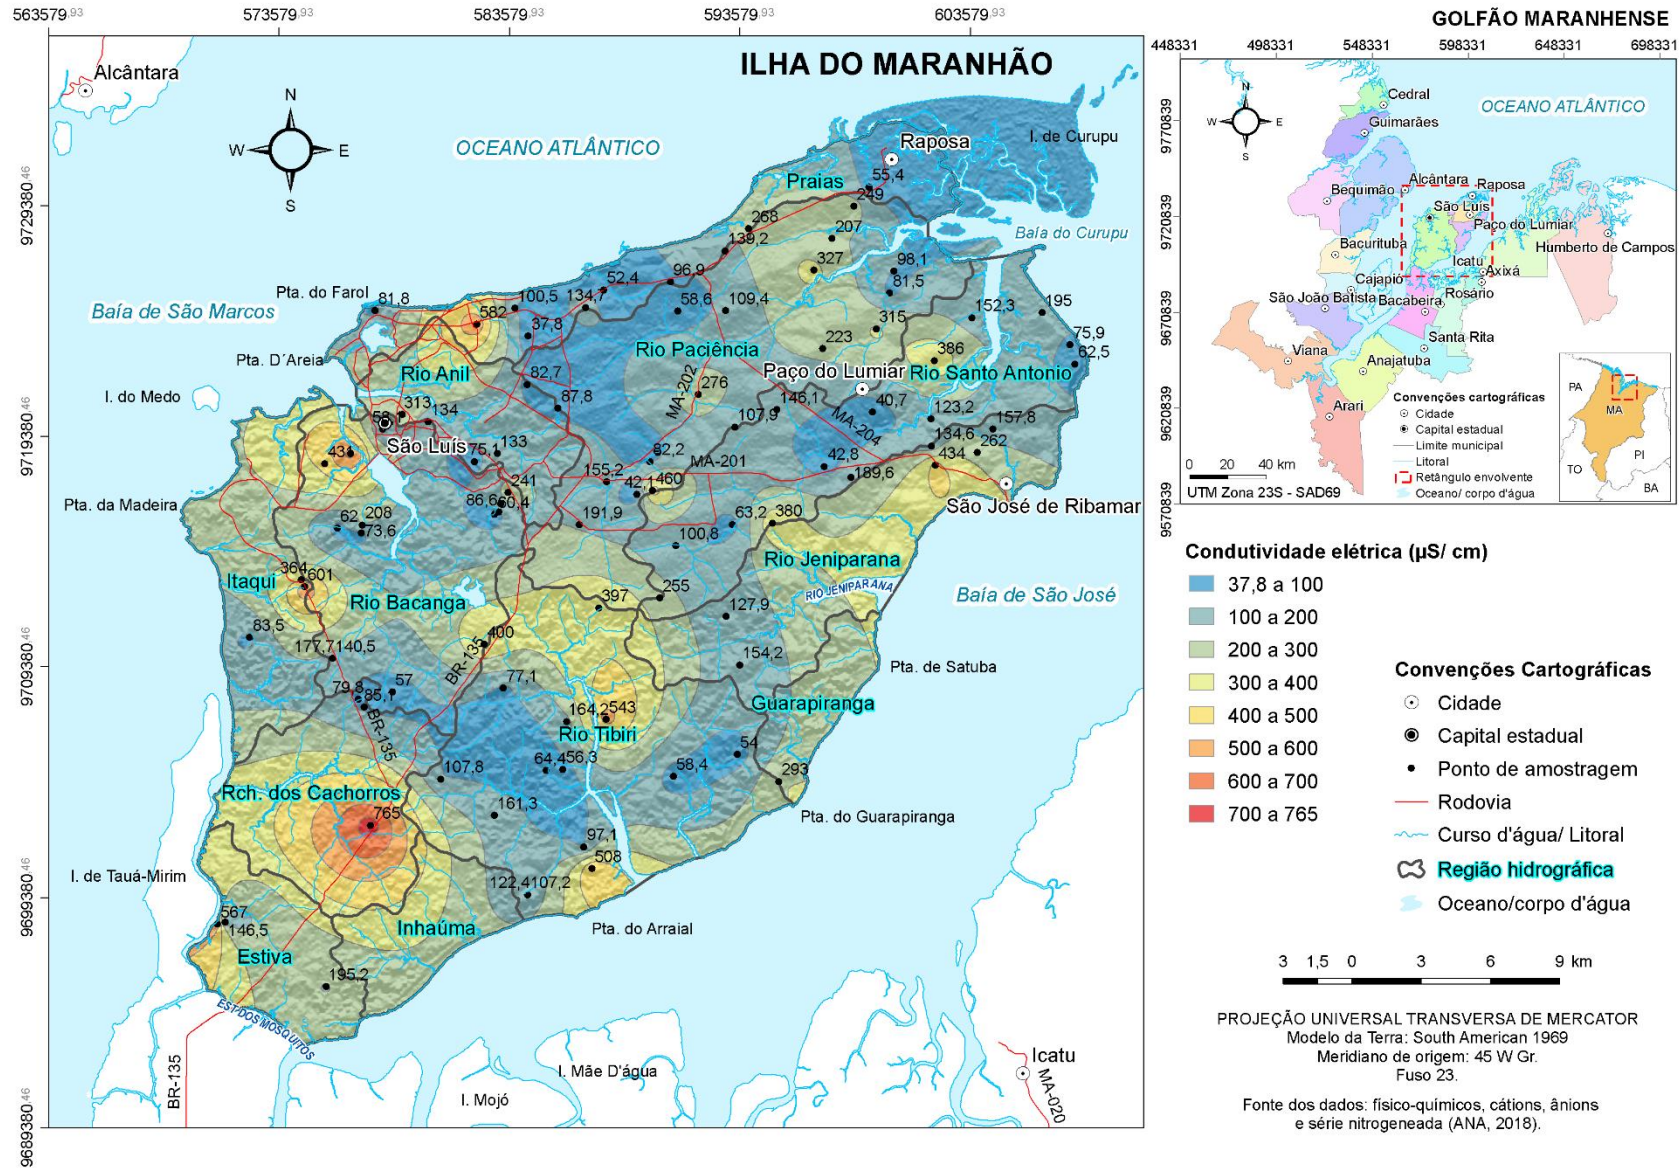 563579,93
573579,93
583579,93
593579,93
603579,93
9729380,46
9719380,46
9709380,46
9699380,46
9689380,46
ILHA DO MARANHÃO
Alcântara
N
W
E
S
OCEANO ATLÂNTICO
I. de Curupu
Raposa
55,4
Praias
249
268
207
139,2
Baía do Curupu
327
98,1
81,5
96,9
52,4
Pta. do Farol
81,8
100,5
134,7
58,6
109,4
152,3
195
Baía de São Marcos
582
37,8
315
75,9
62,5
223
Rio Paciência
386
Pta. D´Areia
Rio Anil
82,7
276
MA-202
Paço do Lumiar
Rio Santo Antonio
I. do Medo
87,8
146,1
40,7
313
134
107,9
MA-204
123,2
157,8
58
São Luís
133
134,6
262
431
75,1
82,2
MA-201
42,8
434
155,2
189,6
Pta. da Madeira
241
42,1
460
São José de Ribamar
86,6
60,4
62
208
73,6
191,9
63,2
380
100,8
Rio Jeniparana
364
601
Itaqui
Rio Bacanga
255
RIO JENIPARANA
397
127,9
Baía de São José
83,5
400
177,7
140,5
BR-135
154,2
Pta. de Satuba
79,8
57
85,1
77,1
Guarapiranga
164,2
543
BR-135
Rio Tibiri
54
107,8
64,4
56,3
58,4
293
Rch. dos Cachorros
765
161,3
Pta. do Guarapiranga
97,1
508
I. de Tauá-Mirim
122,4
107,2
567
146,5
Inhaúma
Pta. do Arraial
Estiva
195,2
EST. DOS MOSQUITOS
BR-135
I. Mojó
I. Mãe D'água
Icatu
MA-020
GOLFÃO MARANHENSE
448331
498331
548331
598331
648331
698331
9770839
9720839
9670839
9620839
9570839
N
W
E
S
Cedral
OCEANO ATLÂNTICO
Guimarães
Alcântara
Bequimão
Raposa
São Luís
Paço do Lumiar
Bacurituba
Humberto de Campos
Icatu
Axixá
Cajapió
São João Batista
Bacabeira
Rosário
Santa Rita
Viana
Anajatuba
Arari
PA
MA
PI
TO
BA
Convenções cartográficas
Cidade
Capital estadual
Limite municipal
Litoral
Retângulo envolvente
Oceano/ corpo d'água
0 20 40 km
UTM Zona 23S - SAD69
Condutividade elétrica (µS/ cm)
37,8 a 100
100 a 200
200 a 300
300 a 400
400 a 500
500 a 600
600 a 700
700 a 765
Convenções Cartográficas
Cidade
Capital estadual
Ponto de amostragem
Rodovia
Curso d'água/ Litoral
Região hidrográfica
Oceano/corpo d'água
3 1,5 0 3 6 9 km
PROJEÇÃO UNIVERSAL TRANSVERSA DE MERCATOR
Modelo da Terra: South American 1969
Meridiano de origem: 45 W Gr.
Fuso 23.
Fonte dos dados: físico-químicos, cátions, ânions
e série nitrogeneada (ANA, 2018).